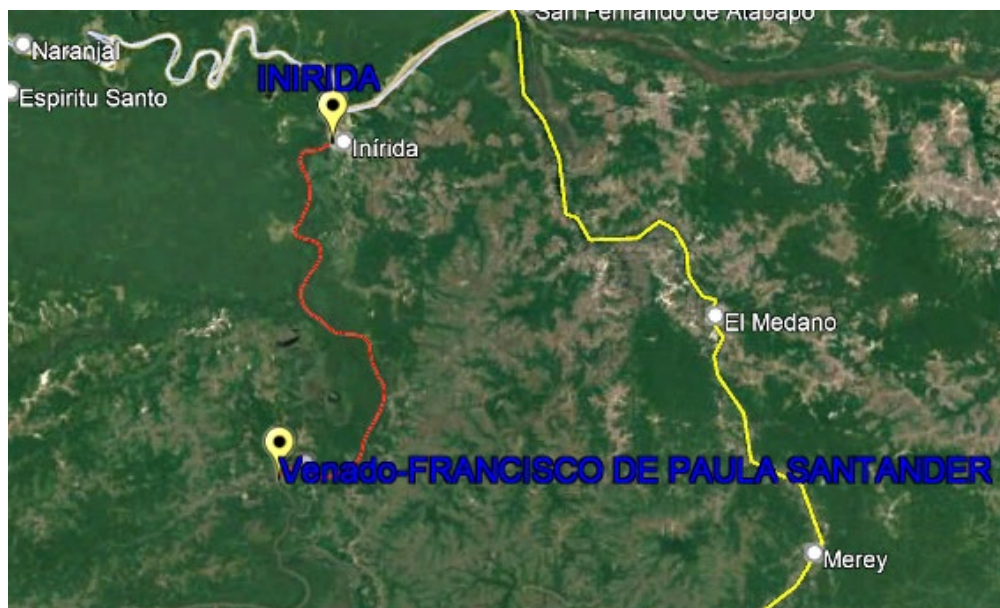 San Fernando de Atabapo
Naranjal
INIRIDA
Espiritu Santo
Inírida
El Medano
Venado-FRANCISCO DE PAULA SANTANDER
Merey